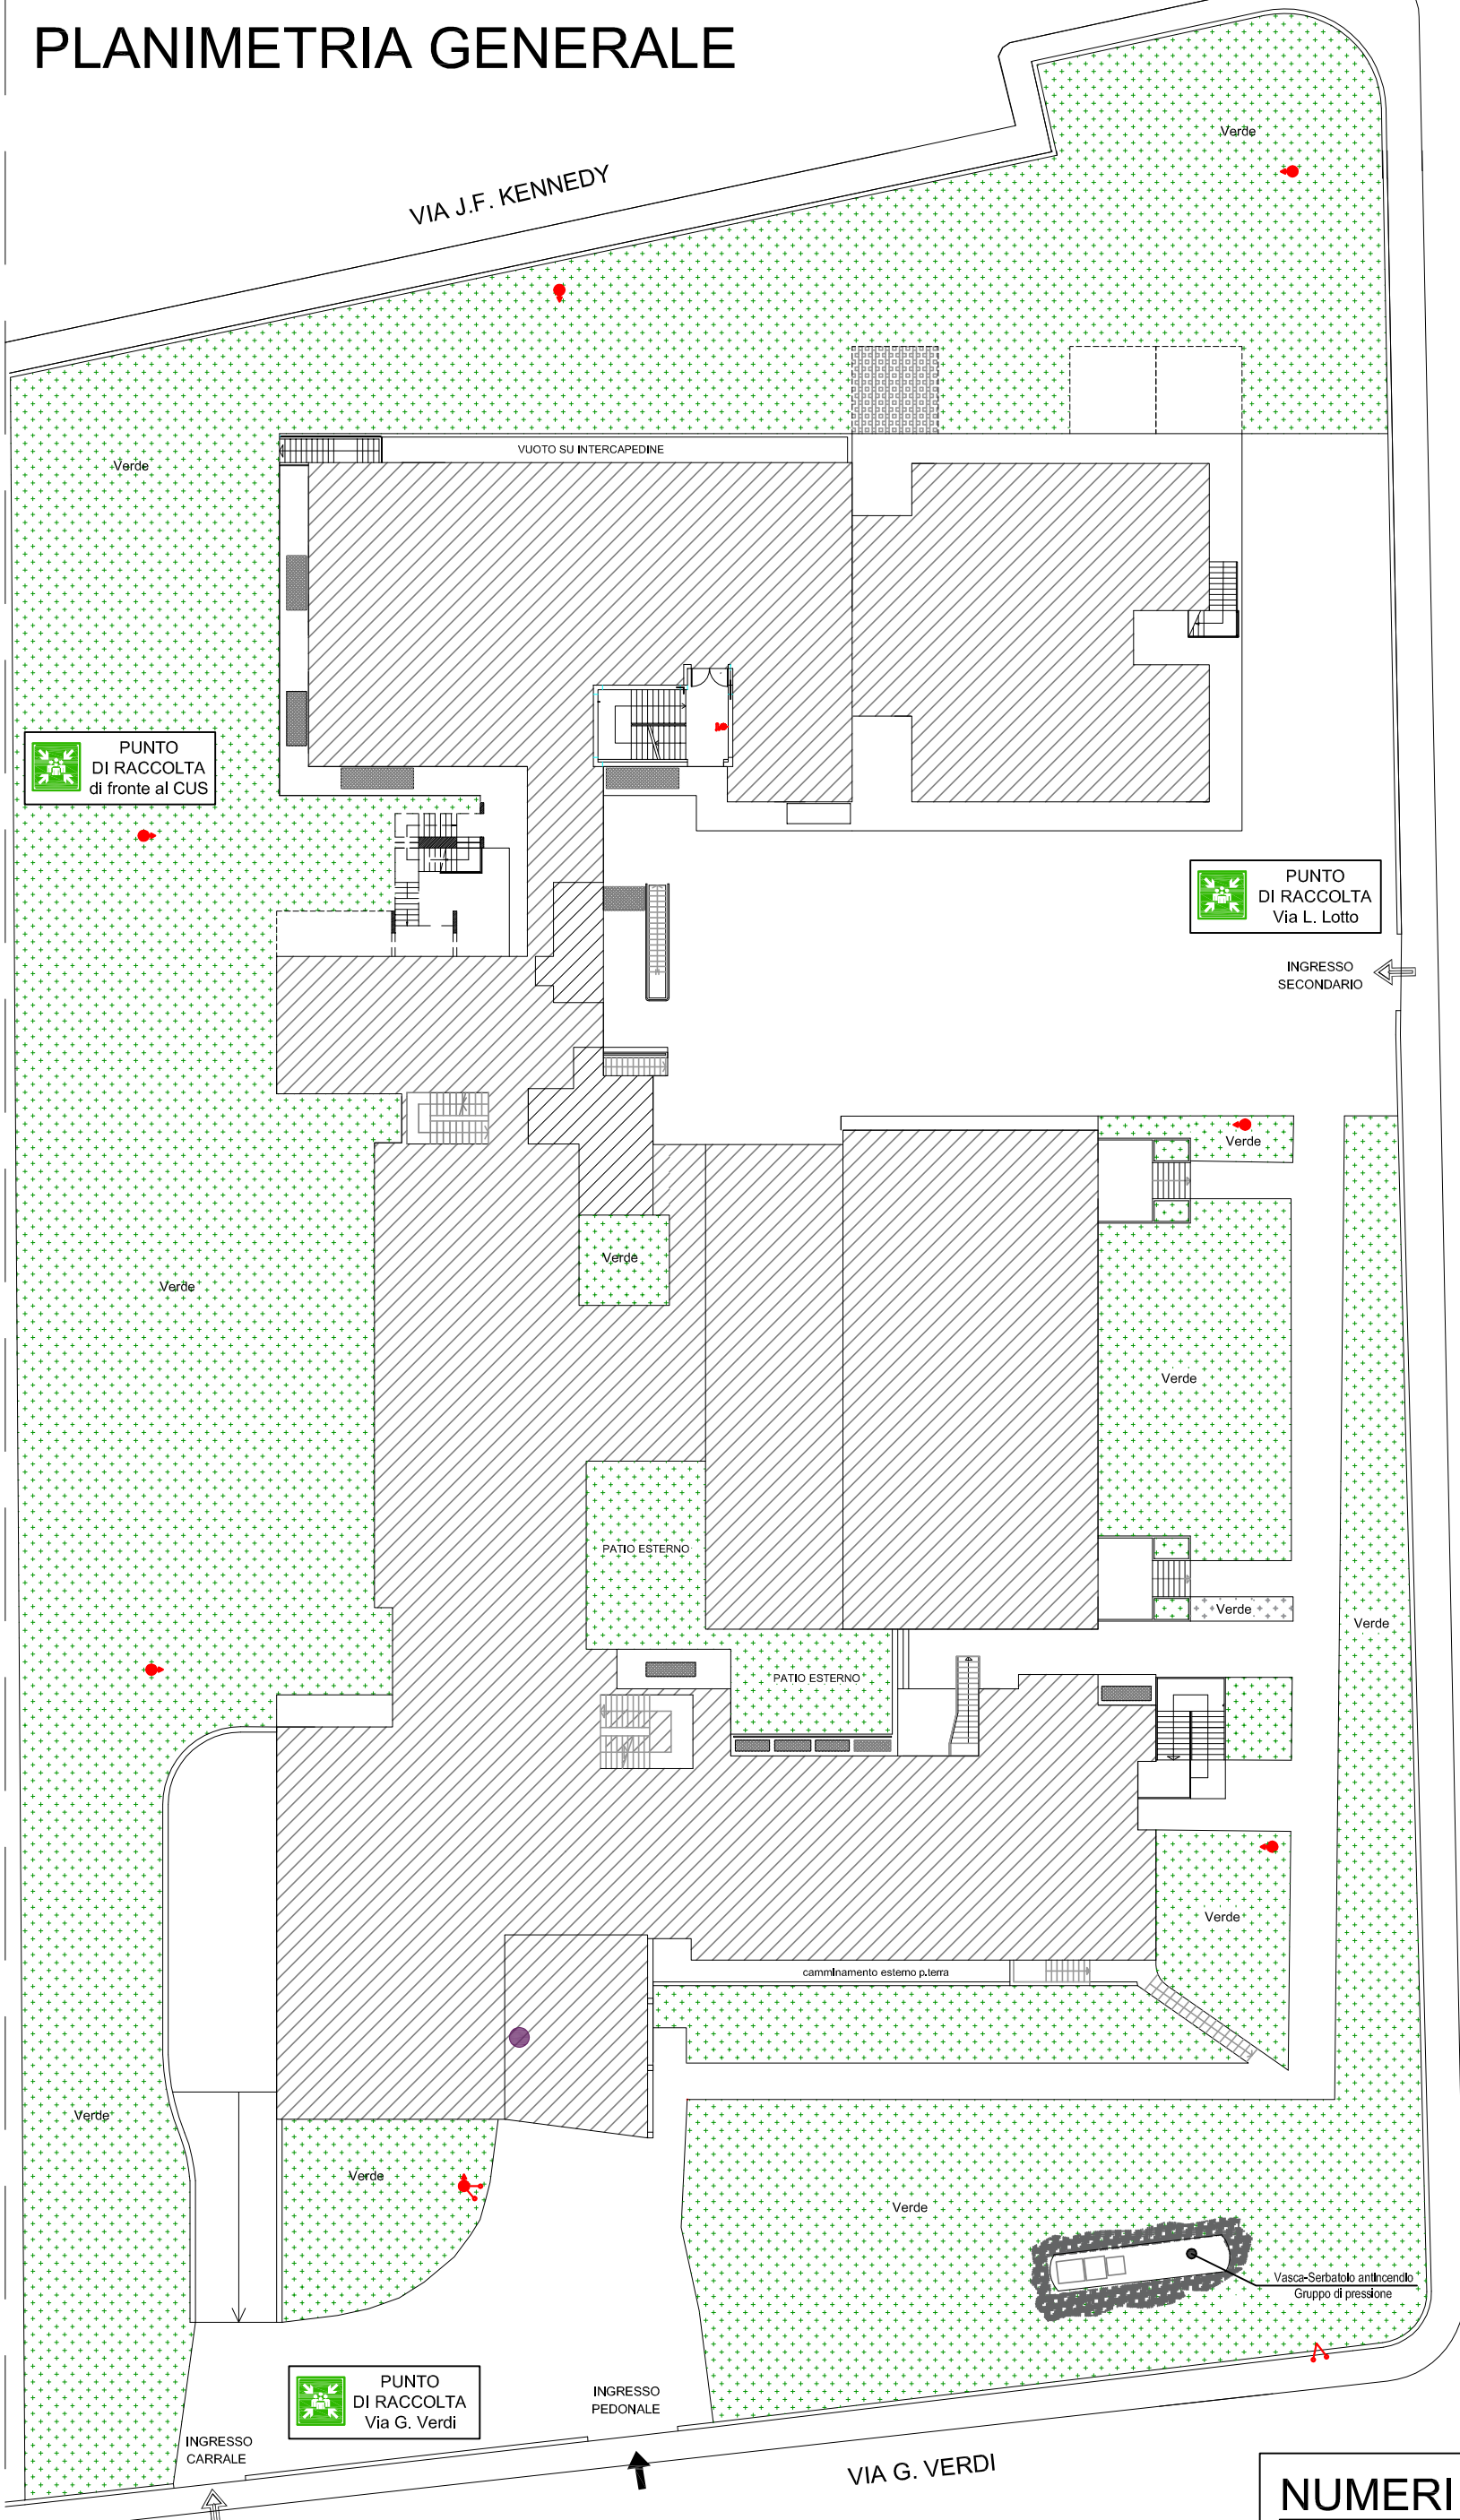 PLANIMETRIA GENERALE
VIA J.F. KENNEDY
Verde
Verde
VUOTO SU INTERCAPEDINE
PUNTO
DI RACCOLTA
di fronte al CUS
PUNTO
DI RACCOLTA
Via L. Lotto
INGRESSO
SECONDARIO
Verde
Verde
Verde
Verde
PATIO ESTERNO
Verde
Verde
PATIO ESTERNO
Verde
camminamento esterno p.terra
Verde
Verde
Verde
Vasca-Serbatoio antincendio
Gruppo di pressione
PUNTO
DI RACCOLTA
Via G. Verdi
INGRESSO
PEDONALE
INGRESSO
CARRALE
VIA G. VERDI
NUMERI